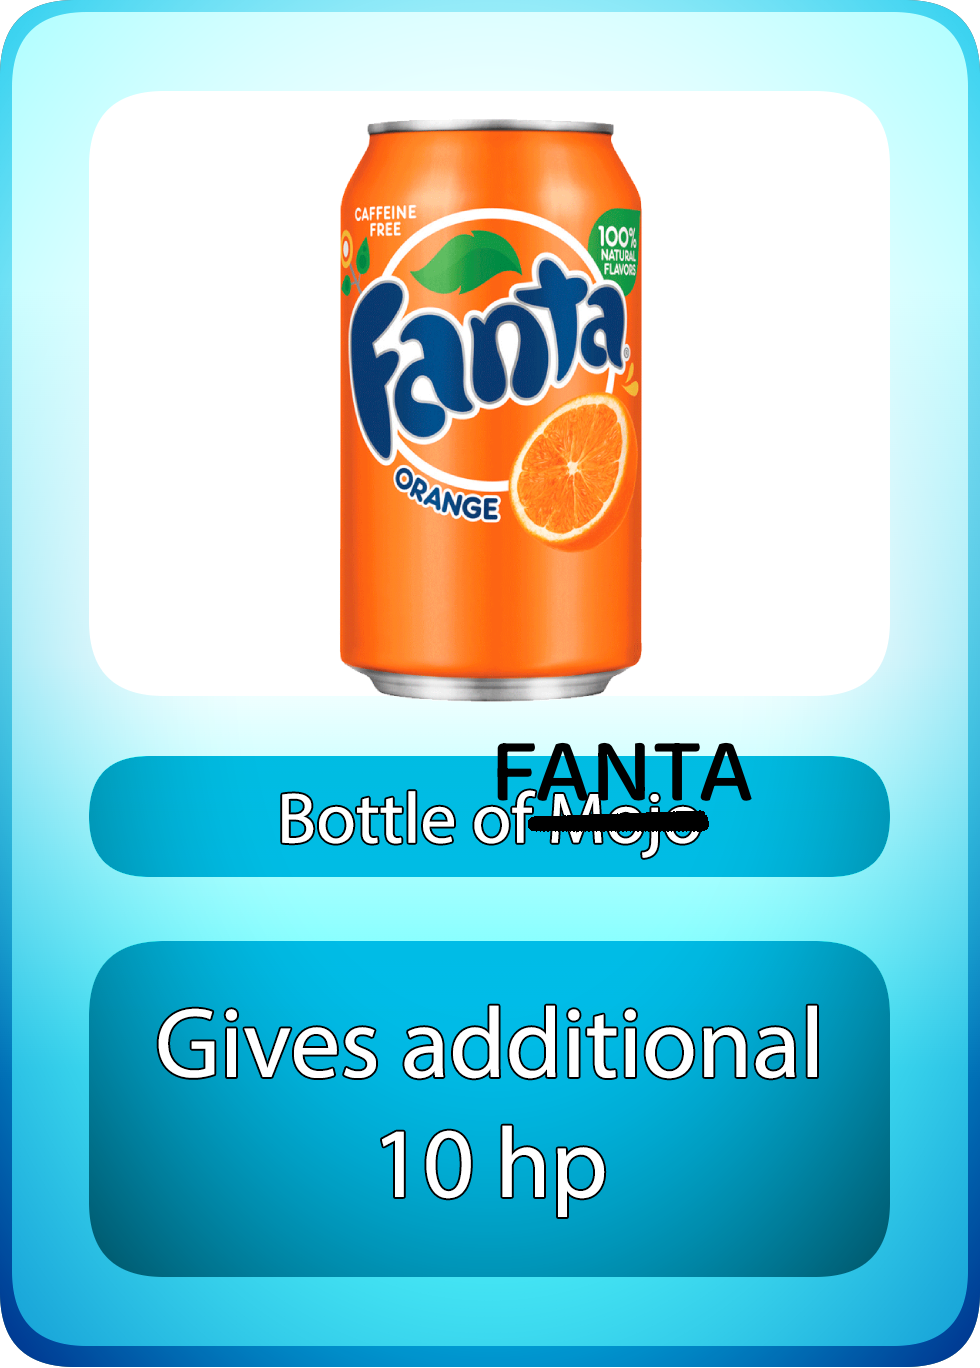 CAFFEINE
FREE
100%
NATURAL
FLAVORS
Fanta®
ORANGE
FANTA
Bottle of Mojo
Gives additional
10 hp